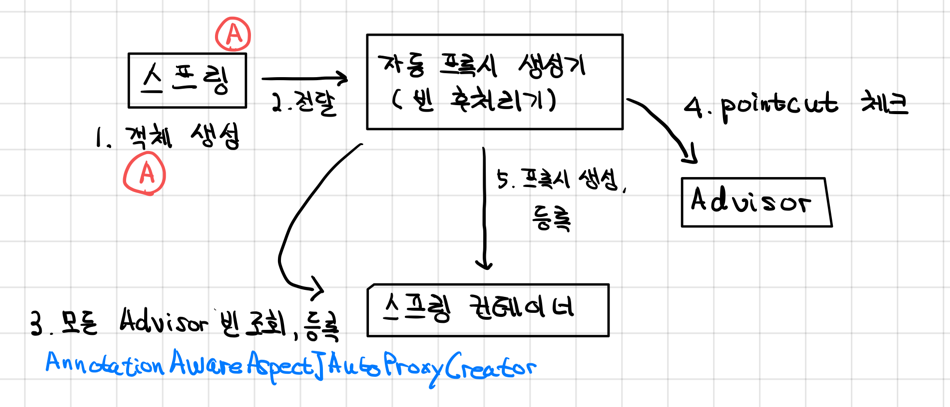 A
스프링
1. 객체 생성
A
2. 전달
자동 프록시 생성기
(빈 후처리기)
4. pointcut 체크
Advisor
5. 프록시 생성,
등록
3. 모든 Advisor 빈 조회, 등록
AnnotationAwareAspectJAutoProxyCreator
스프링 컨테이너